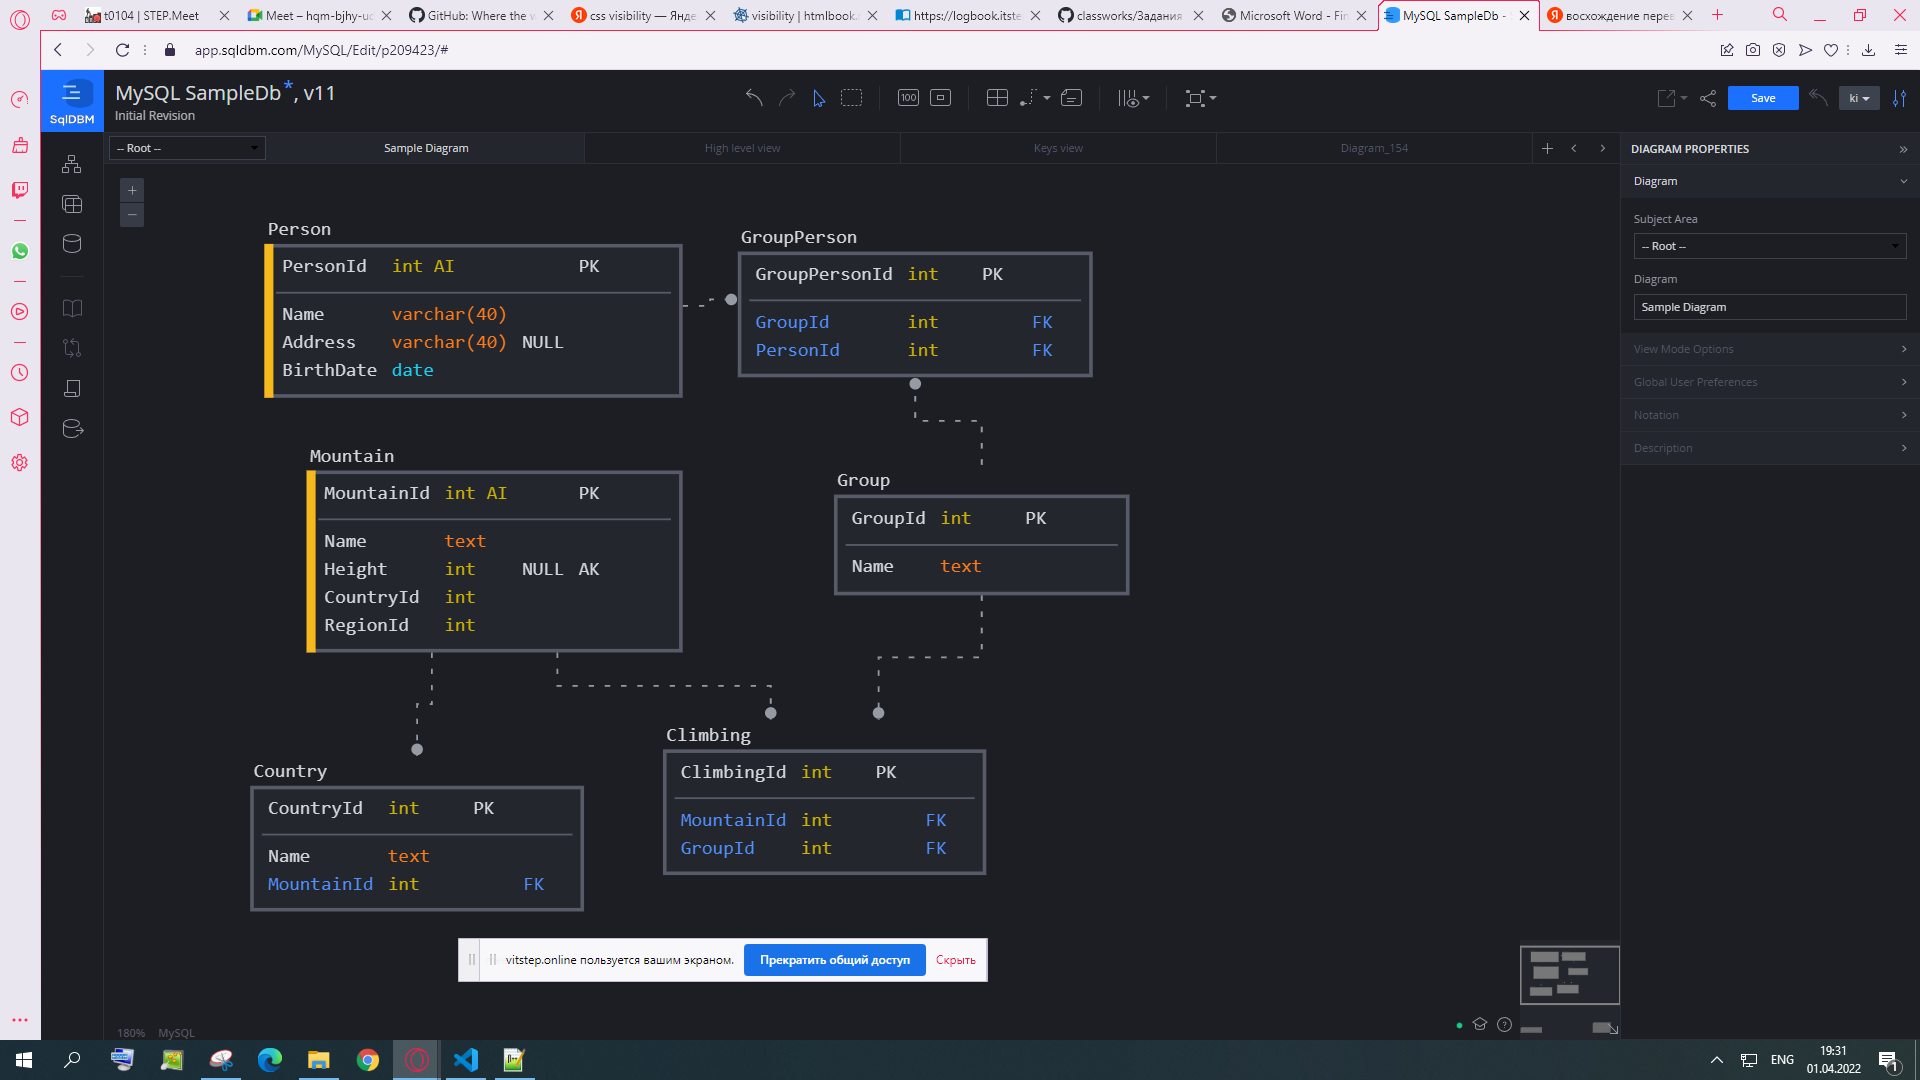 t0104 | STEP.Meet
Meet – hqm-bjhy-uc
GitHub: Where the w
css visibility — Янде
visibility | htmlbook.
https://logbook.itste
classworks/Задания
Microsoft Word - Fin
MySQL SampleDb -
восхождение перев
app.sqldbm.com/MySQL/Edit/p209423/#
SqlDBM
MySQL SampleDb*, v11
Initial Revision
100
Save
ki
-- Root --
Sample Diagram
High level view
Keys view
Diagram_154
DIAGRAM PROPERTIES
Diagram
Subject Area
-- Root --
Diagram
Sample Diagram
View Mode Options
Global User Preferences
Notation
Description
Person
PersonId int AI PK
Name varchar(40)
Address varchar(40) NULL
BirthDate date
GroupPerson
GroupPersonId int PK
GroupId int FK
PersonId int FK
Mountain
MountainId int AI PK
Name text
Height int NULL AK
CountryId int
RegionId int
Group
GroupId int PK
Name text
Country
CountryId int PK
Name text
MountainId int FK
Climbing
ClimbingId int PK
MountainId int FK
GroupId int FK
vitstep.online пользуется вашим экраном.
Прекратить общий доступ
Скрыть
180% MySQL
ENG
19:31
01.04.2022
1